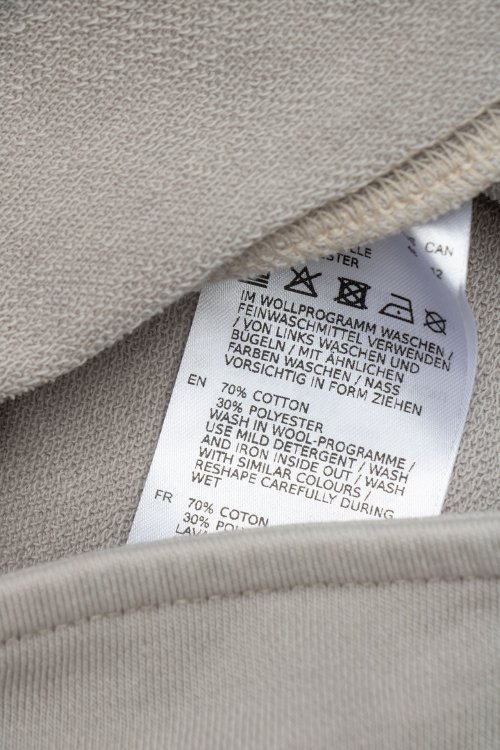 CAN
IM WOLLPROGRAMM WASCHEN /
FEINWASCHMITTEL VERWENDEN
/ VON LINKS WASCHEN UND
BÜGELN / MIT ÄHNLICHEN
FARBEN WASCHEN / NASS
VORSICHTIG IN FORM ZIEHEN
EN 70% COTTON
30% POLYESTER
WASH IN WOOL-PROGRAMME /
USE MILD DETERGENT / WASH
AND IRON INSIDE OUT / WASH
WITH SIMILAR COLOURS /
RESHAPE CAREFULLY DURING
WET
FR 70% COTON
30%